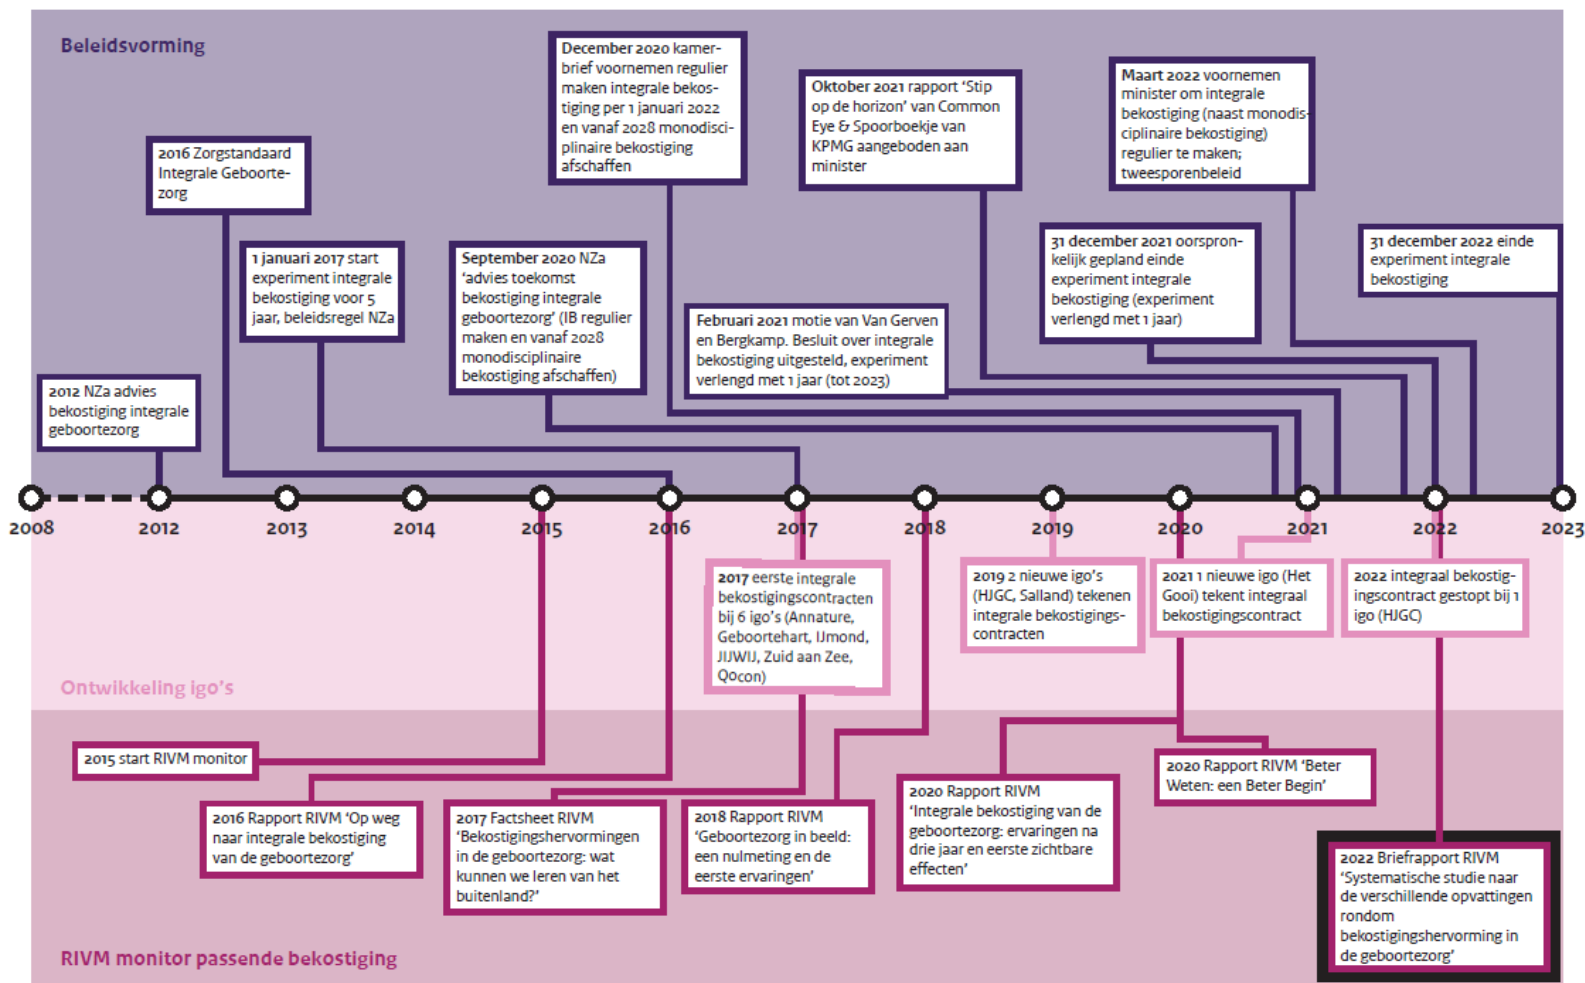 Beleidsvorming
December 2020 kamer-
brief voornemen regulier
maken integrale bekos-
tiging per 1 januari 2022
en vanaf 2028 monodisci-
plinaire bekostiging
afschaffen
Oktober 2021 rapport ‘Stip
op de horizon’ van Common
Eye & Spoorboekje van
KPMG aangeboden aan
minister
Maart 2022 voornemen
minister om integrale
bekostiging (naast monodis-
ciplinaire bekostiging)
regulier te maken;
tweesporenbeleid
2016 Zorgstandaard
Integrale Geboorte-
zorg
1 januari 2017 start
experiment integrale
bekostiging voor 5
jaar, beleidsregel NZa
September 2020 NZa
‘advies toekomst
bekostiging integrale
geboortezorg’ (IB regulier
maken en vanaf 2028
monodisciplinaire
bekostiging afschaffen)
Februari 2021 motie van Van Gerven
en Bergkamp. Besluit over integrale
bekostiging uitgesteld, experiment
verlengd met 1 jaar (tot 2023)
31 december 2021 oorspron-
kelijk gepland einde
experiment integrale
bekostiging (experiment
verlengd met 1 jaar)
31 december 2022 einde
experiment integrale
bekostiging
2012 NZa advies
bekostiging integrale
geboortezorg
2008 2012 2013 2014 2015 2016 2017 2018 2019 2020 2021 2022 2023
2017 eerste integrale
bekostigingscontracten
bij 6 igo’s (Annature,
Geboortehart, IJmond,
JIJWIJ, Zuid aan Zee,
Qocon)
2019 2 nieuwe igo’s
(HJGC, Salland) tekenen
integrale bekostigings-
contracten
2021 1 nieuwe igo (Het
Gooi) tekent integraal
bekostigingscontract
2022 integraal bekostig-
ingscontract gestopt bij 1
igo (HJGC)
Ontwikkeling igo’s
2015 start RIVM monitor
2016 Rapport RIVM ‘Op weg
naar integrale bekostiging
van de geboortezorg’
2017 Factsheet RIVM
‘Bekostigingshervormingen
in de geboortezorg: wat
kunnen we leren van het
buitenland?’
2018 Rapport RIVM
‘Geboortezorg in beeld:
een nulmeting en de
eerste ervaringen’
2020 Rapport RIVM
‘Integrale bekostiging van de
geboortezorg: ervaringen na
drie jaar en eerste zichtbare
effecten’
2020 Rapport RIVM ‘Beter
Weten: een Beter Begin’
2022 Briefrapport RIVM
‘Systematische studie naar
de verschillende opvattingen
rondom
bekostigingshervorming in
de geboortezorg’
RIVM monitor passende bekostiging